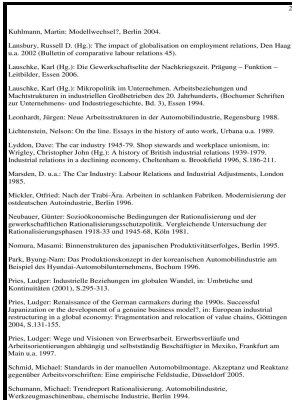 2
Kuhlmann, Martin: Modellwechsel?, Berlin 2004.
Lansbury, Russell D. (Hg.): The impact of globalisation on employment relations, Den Haag
u.a. 2002 (Bulletin of comparative labour relations 45).
Lauschke, Karl (Hg.): Die Gewerkschaftselite der Nachkriegszeit. Prägung – Funktion –
Leitbilder, Essen 2006.
Lauschke, Karl (Hg.): Mikropolitik im Unternehmen. Arbeitsbeziehungen und
Machtstrukturen in industriellen Großbetrieben des 20. Jahrhunderts, (Bochumer Schriften
zur Unternehmens- und Industriegeschichte, Bd. 3), Essen 1994.
Leonhardt, Jürgen: Neue Arbeitsstrukturen in der Automobilindustrie, Regensburg 1988.
Lichtenstein, Nelson: On the line. Essays in the history of auto work, Urbana u.a. 1989.
Lyddon, Dave: The car industry 1945-79. Shop stewards and workplace unionism, in:
Wrigley, Christopher John (Hg.): A history of British industrial relations 1939-1979.
Industrial relations in a declining economy, Cheltenham u. Brookfield 1996, S.186-211.
Marsden, D. u.a.: The Car Industry: Labour Relations and Industrial Adjustments, London
1985.
Mickler, Otfried: Nach der Trabi-Ära. Arbeiten in schlanken Fabriken. Modernisierung der
ostdeutschen Autoindustrie, Berlin 1996.
Neubauer, Günter: Sozioökonomische Bedingungen der Rationalisierung und der
gewerkschaftlichen Rationalisierungsschutzpolitik. Vergleichende Untersuchung der
Rationalisierungsphasen 1918-33 und 1945-68, Köln 1981.
Nomura, Masami: Binnenstrukturen des japanischen Produktivitätserfolges, Berlin 1995.
Park, Byung-Nam: Das Produktionskonzept in der koreanischen Automobilindustrie am
Beispiel des Hyundai-Automobilunternehmens, Bochum 1996.
Pries, Ludger: Industrielle Beziehungen im globalen Wandel, in: Umbrüche und
Kontinuitäten (2001), S.295-313.
Pries, Ludger: Renaissance of the German carmakers during the 1990s. Successful
Japanization or the development of a genuine business model?, in: European industrial
restructuring in a global economy: Fragmentation and relocation of value chains, Göttingen
2004, S.131-155.
Pries, Ludger: Wege und Visionen von Erwerbsarbeit. Erwerbsverläufe und
Arbeitsorientierungen abhängig und selbständig Beschäftigter in Mexiko, Frankfurt am
Main u.a. 1997.
Schmid, Michael: Standards in der manuellen Automobilmontage. Akzeptanz und Reaktanz
gegenüber Arbeitsvorschriften: Eine empirische Feldstudie, Düsseldorf 2005.
Schumann, Michael: Trendreport Rationalisierung. Automobilindustrie,
Werkzeugmaschinenbau, chemische Industrie, Berlin 1994.